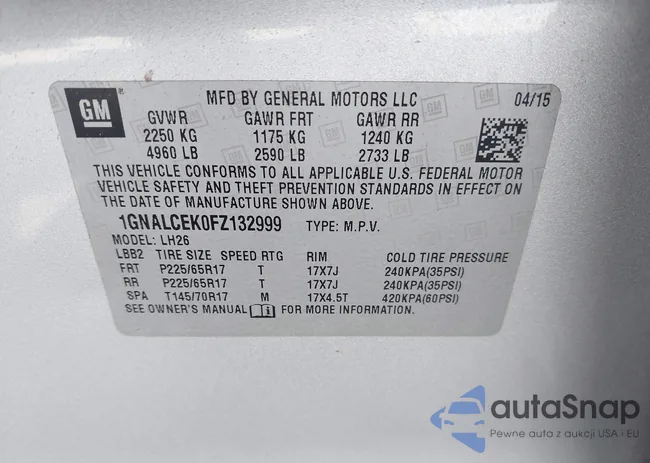 GM
MFD BY GENERAL MOTORS LLC 04/15
GVWR GAWR FRT GAWR RR
2250 KG 1175 KG 1240 KG
4960 LB 2590 LB 2733 LB
THIS VEHICLE CONFORMS TO ALL APPLICABLE U.S. FEDERAL MOTOR
VEHICLE SAFETY AND THEFT PREVENTION STANDARDS IN EFFECT ON
THE DATE OF MANUFACTURE SHOWN ABOVE.
1GNALCEK0FZ132999 TYPE: M.P.V.
MODEL: LH26
LBB2 TIRE SIZE SPEED RTG RIM COLD TIRE PRESSURE
FRT P225/65R17 T 17X7J 240KPA(35PSI)
RR P225/65R17 T 17X7J 240KPA(35PSI)
SPA T145/70R17 M 17X4.5T 420KPA(60PSI)
SEE OWNER'S MANUAL FOR MORE INFORMATION.
autoSnap
Pewne auta z aukcji USA i EU